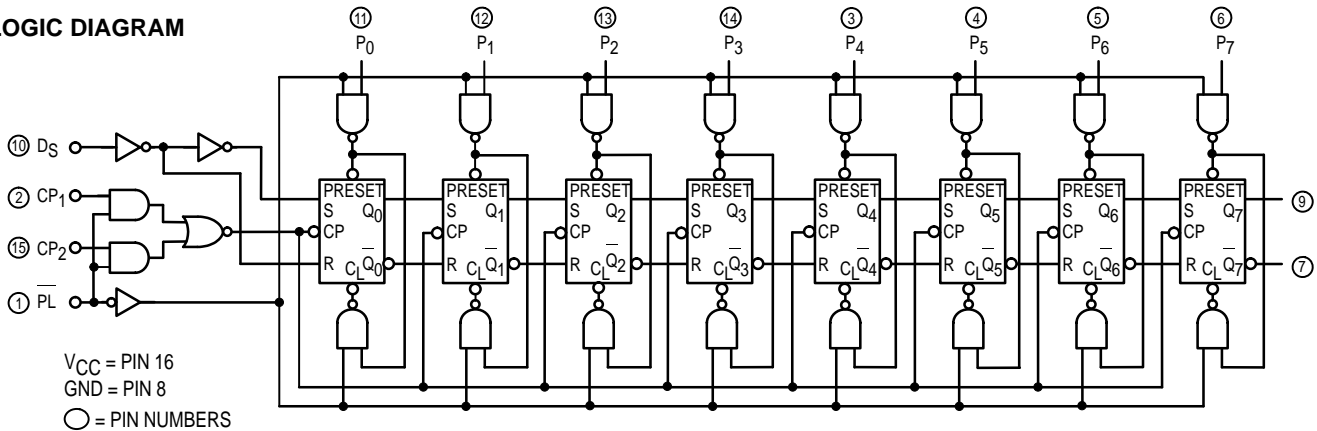 LOGIC DIAGRAM
11 12 13 14 3 4 5 6
P0 P1 P2 P3 P4 P5 P6 P7
10 DS
2 CP1
15 CP2
1 PL
PRESET PRESET PRESET PRESET PRESET PRESET PRESET PRESET
S Q0 S Q1 S Q2 S Q3 S Q4 S Q5 S Q6 S Q7 9
CP CP CP CP CP CP CP CP
R CL Q0 R CL Q1 R CL Q2 R CL Q3 R CL Q4 R CL Q5 R CL Q6 R CL Q7 7
VCC = PIN 16
GND = PIN 8
= PIN NUMBERS